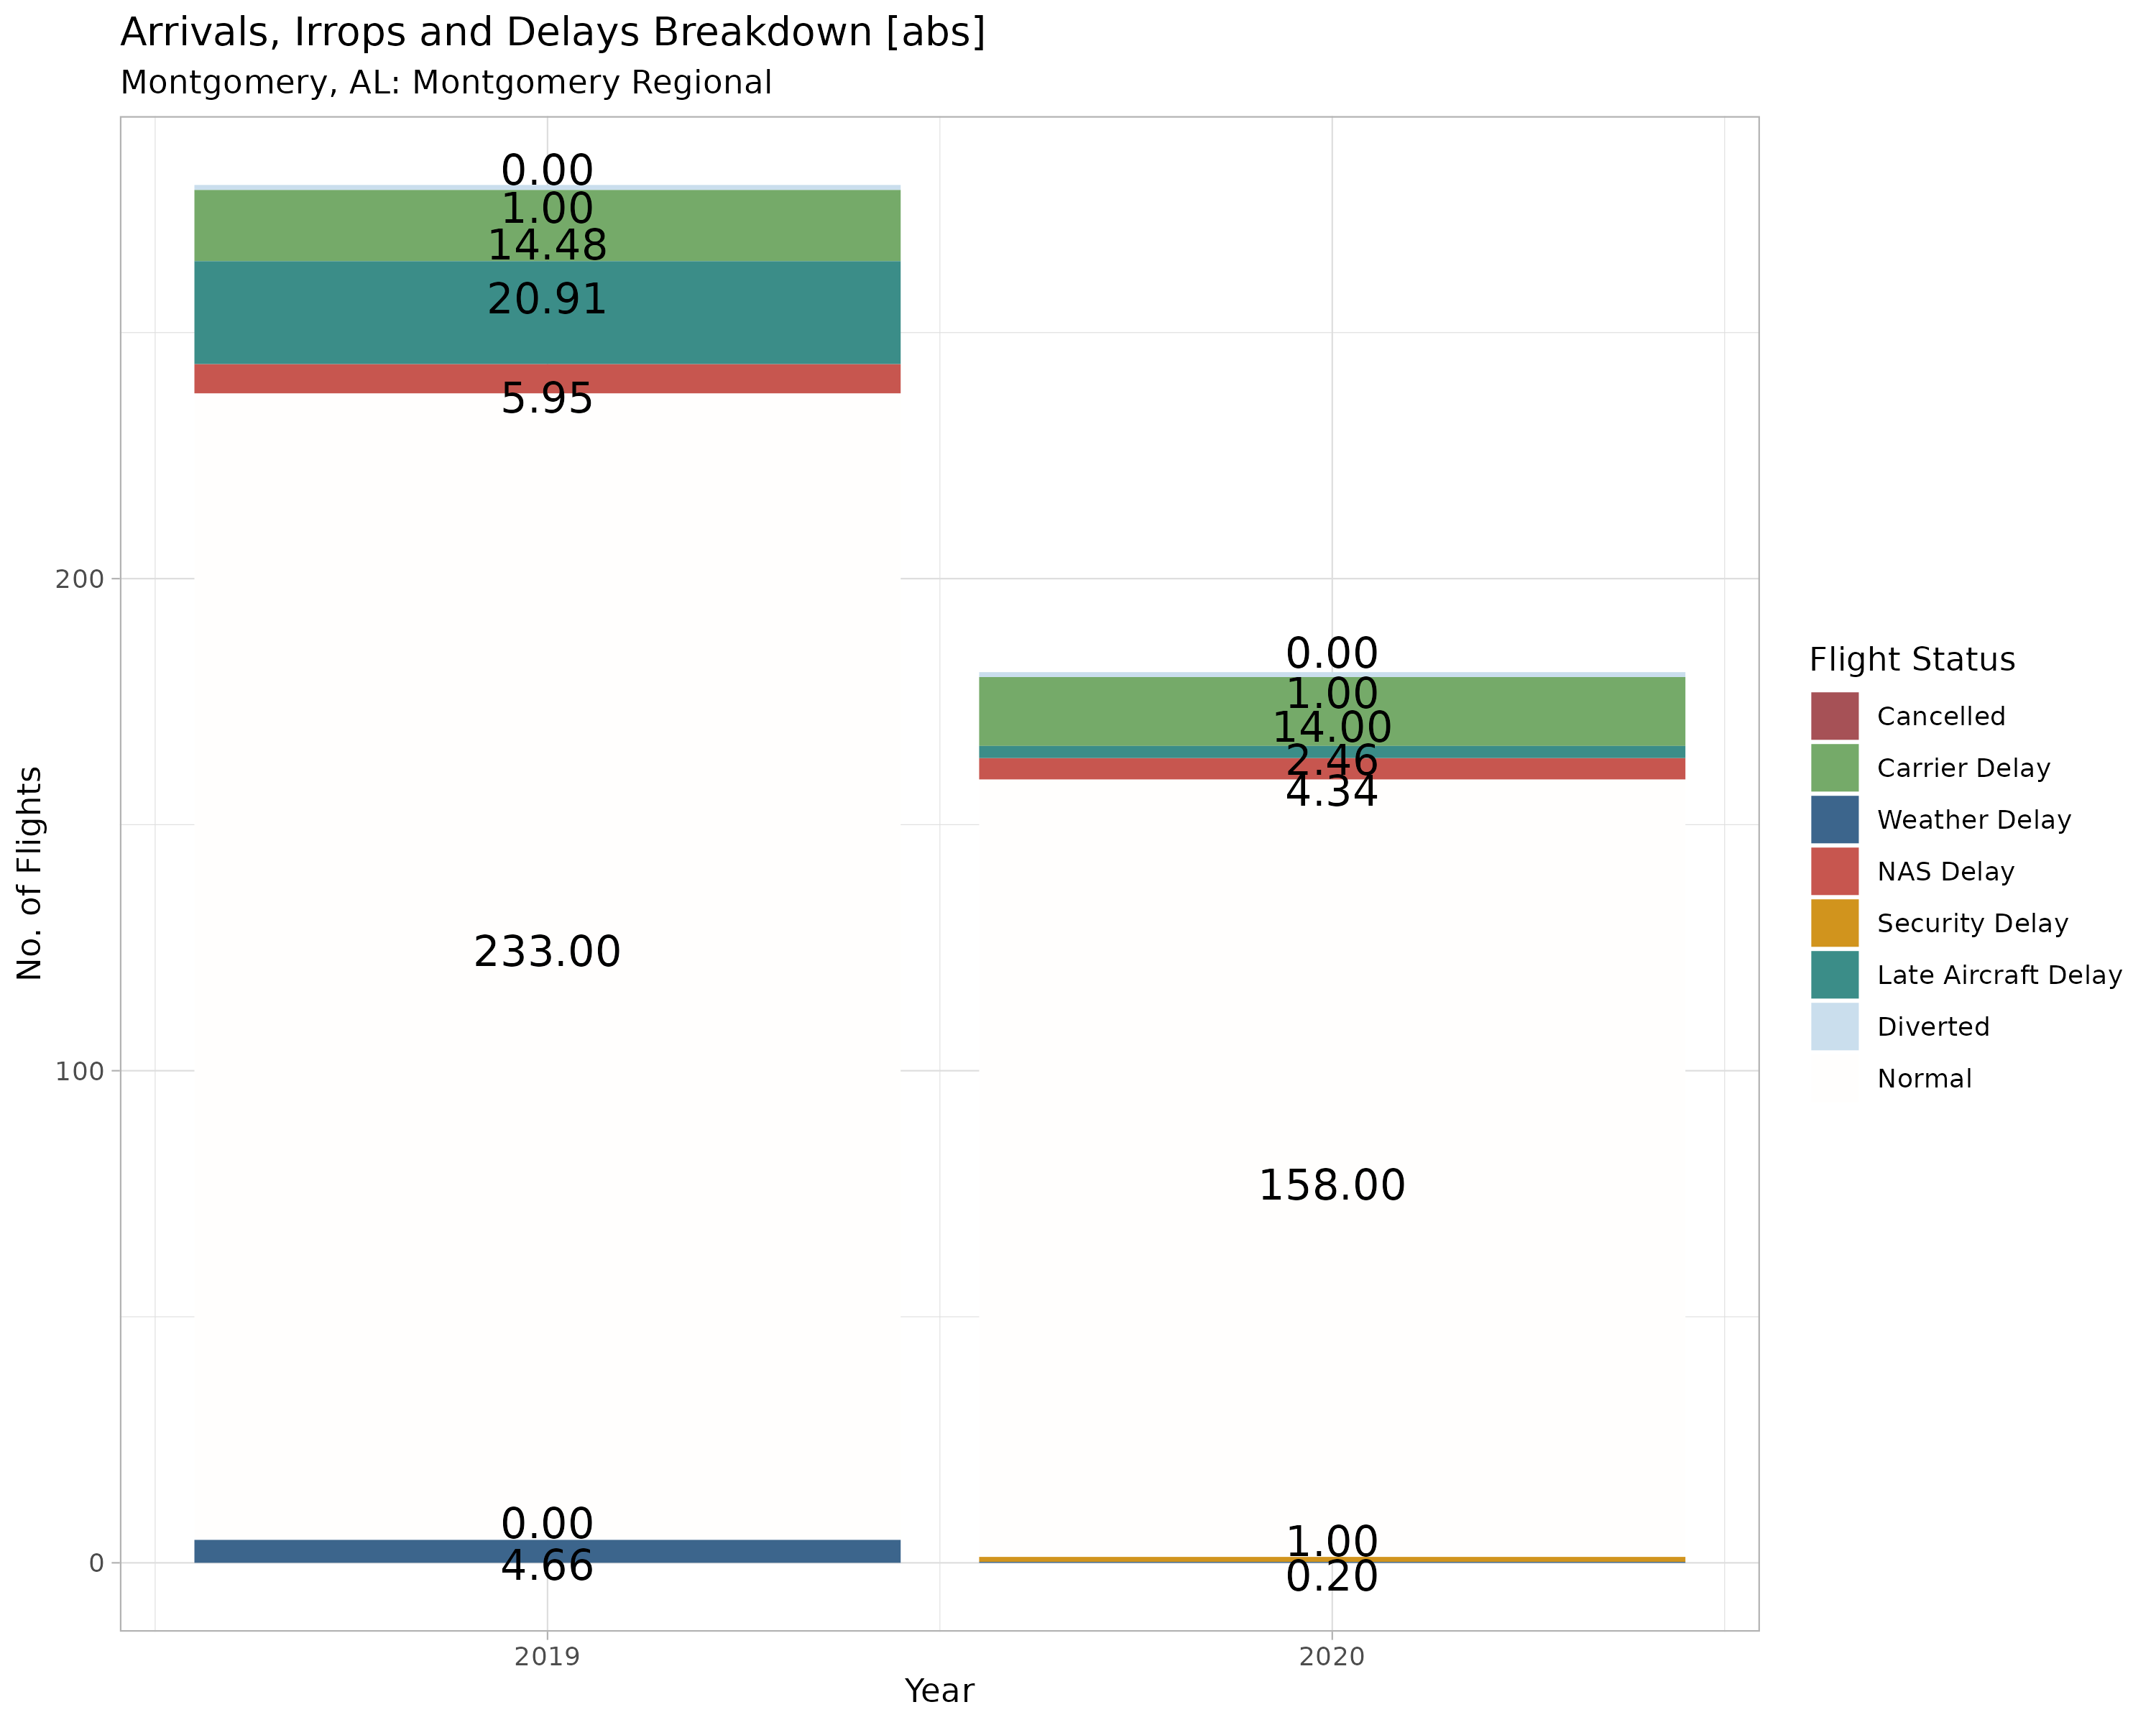 Arrivals, Irrops and Delays Breakdown [abs]
Montgomery, AL: Montgomery Regional
0.00
1.00
14.48
20.91
5.95
233.00
0.00
4.66
0.00
1.00
14.00
2.46
4.34
158.00
1.00
0.20
200
100
0
No. of Flights
2019
2020
Year
Flight Status
Cancelled
Carrier Delay
Weather Delay
NAS Delay
Security Delay
Late Aircraft Delay
Diverted
Normal